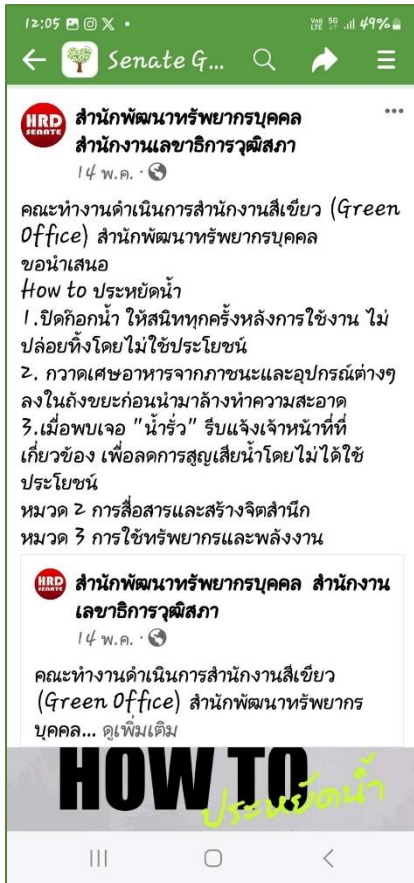 12:05
49%
Senate G...
HRD
SENATE
สำนักพัฒนาทรัพยากรบุคคล
สำนักงานเลขาธิการวุฒิสภา
14 พ.ค. ·
คณะทำงานดำเนินการสำนักงานสีเขียว (Green
Office) สำนักพัฒนาทรัพยากรบุคคล
ขอนำเสนอ
How to ประหยัดน้ำ
1.ปิดก๊อกน้ำ ให้สนิททุกครั้งหลังการใช้งาน ไม่
ปล่อยทิ้งโดยไม่ใช้ประโยชน์
2. กวาดเศษอาหารจากภาชนะและอุปกรณ์ต่างๆ
ลงในถังขยะก่อนนำมาล้างทำความสะอาด
3.เมื่อพบเจอ "น้ำรั่ว" รีบแจ้งเจ้าหน้าที่ที่
เกี่ยวข้อง เพื่อลดการสูญเสียน้ำโดยไม่ได้ใช้
ประโยชน์
หมวด 2 การสื่อสารและสร้างจิตสำนึก
หมวด 3 การใช้ทรัพยากรและพลังงาน
HRD
SENATE
สำนักพัฒนาทรัพยากรบุคคล สำนักงาน
เลขาธิการวุฒิสภา
14 พ.ค. ·
คณะทำงานดำเนินการสำนักงานสีเขียว
(Green Office) สำนักพัฒนาทรัพยากร
บุคคล... ดูเพิ่มเติม
HOW TO
ประหยัดน้ำ